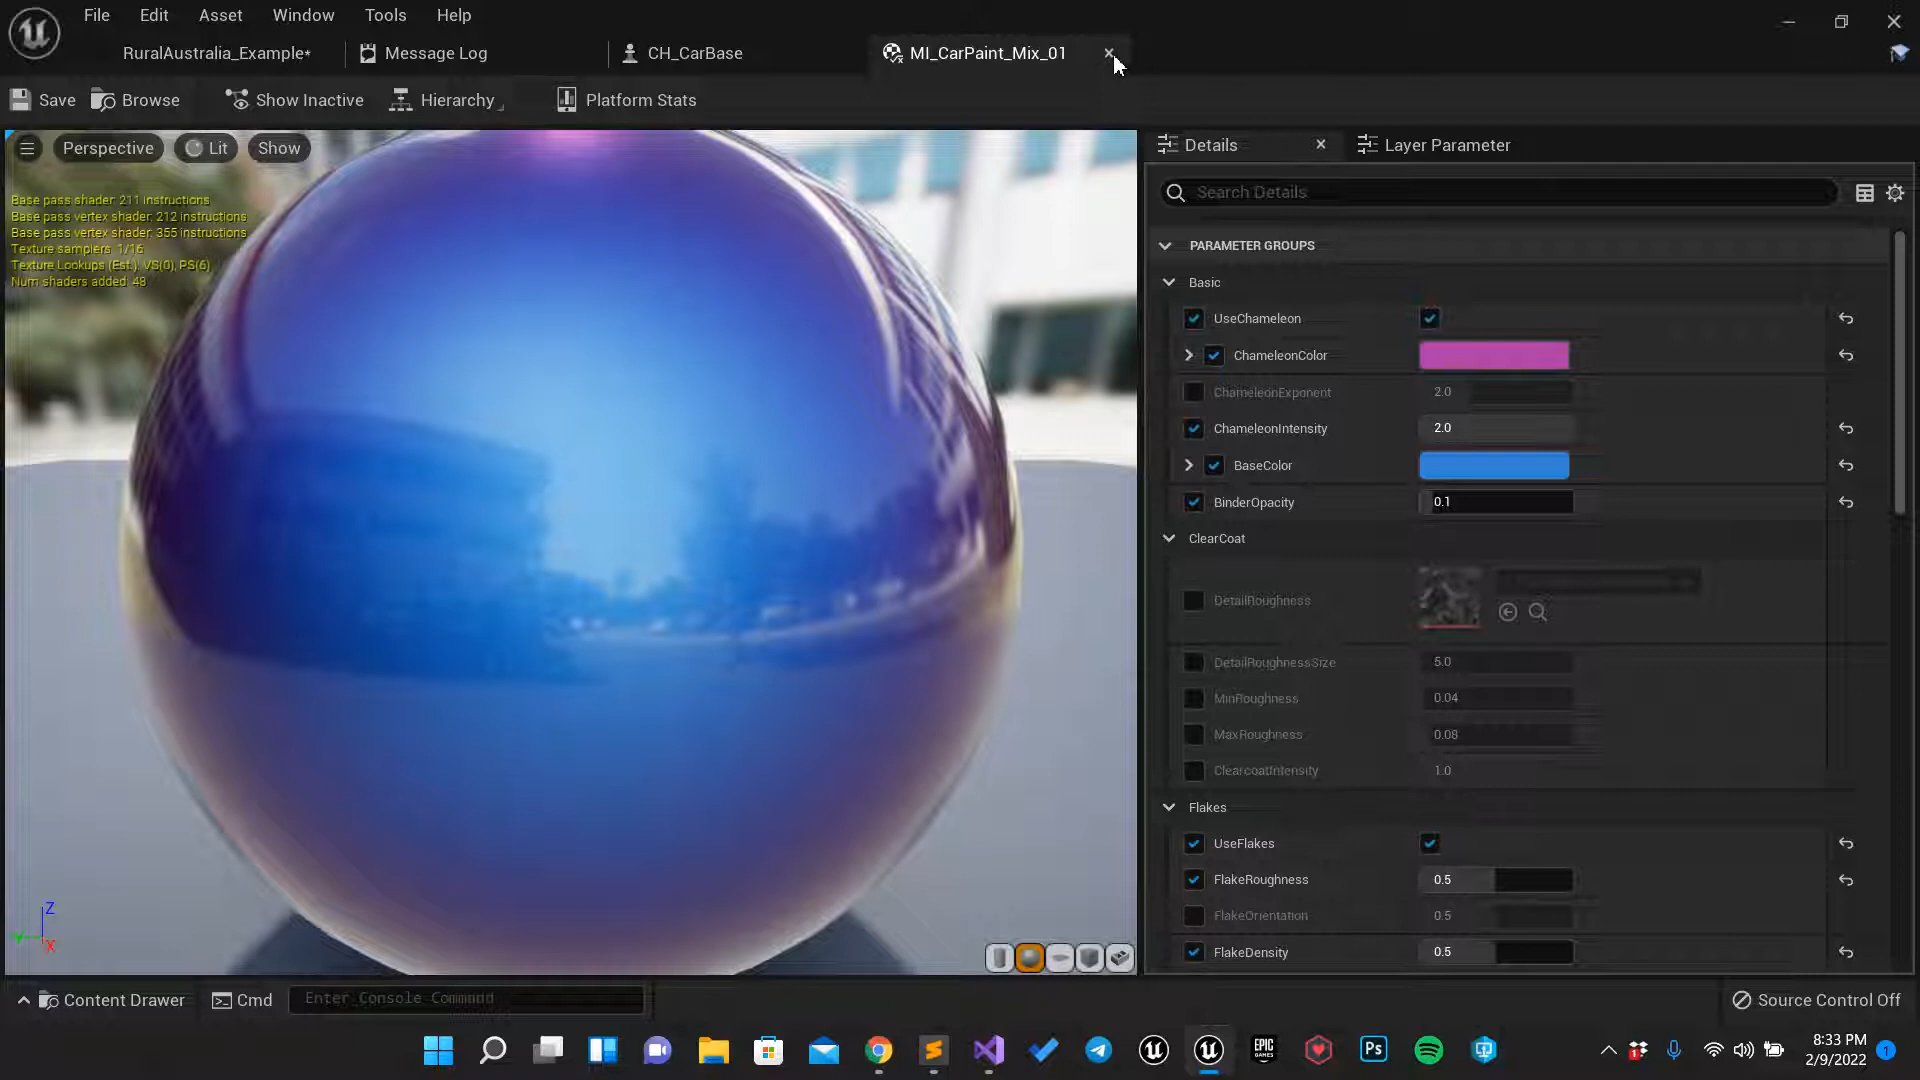 File Edit Asset Window Tools Help
RuralAustralia_Example* Message Log CH_CarBase MI_CarPaint_Mix_01
Save Browse Show Inactive Hierarchy Platform Stats
Perspective Lit Show
Base pass shader: 211 instructions
Base pass vertex shader: 212 instructions
Base pass vertex shader: 355 instructions
Texture samplers: 1/16
Texture Lookups (Est.): VS(0), PS(6)
Num shaders added: 48
Z
Y
X
Details Layer Parameter
Search Details
PARAMETER GROUPS
Basic
UseChameleon
ChameleonColor
ChameleonExponent 2.0
ChameleonIntensity 2.0
BaseColor
BinderOpacity 0.1
ClearCoat
DetailRoughness
DetailRoughnessSize 5.0
MinRoughness 0.04
MaxRoughness 0.08
ClearcoatIntensity 1.0
Flakes
UseFlakes
FlakeRoughness 0.5
FlakeOrientation 0.5
FlakeDensity 0.5
Content Drawer Cmd Enter Console Command Source Control Off
EPIC
GAMES
Ps
1
8:33 PM
2/9/2022
1